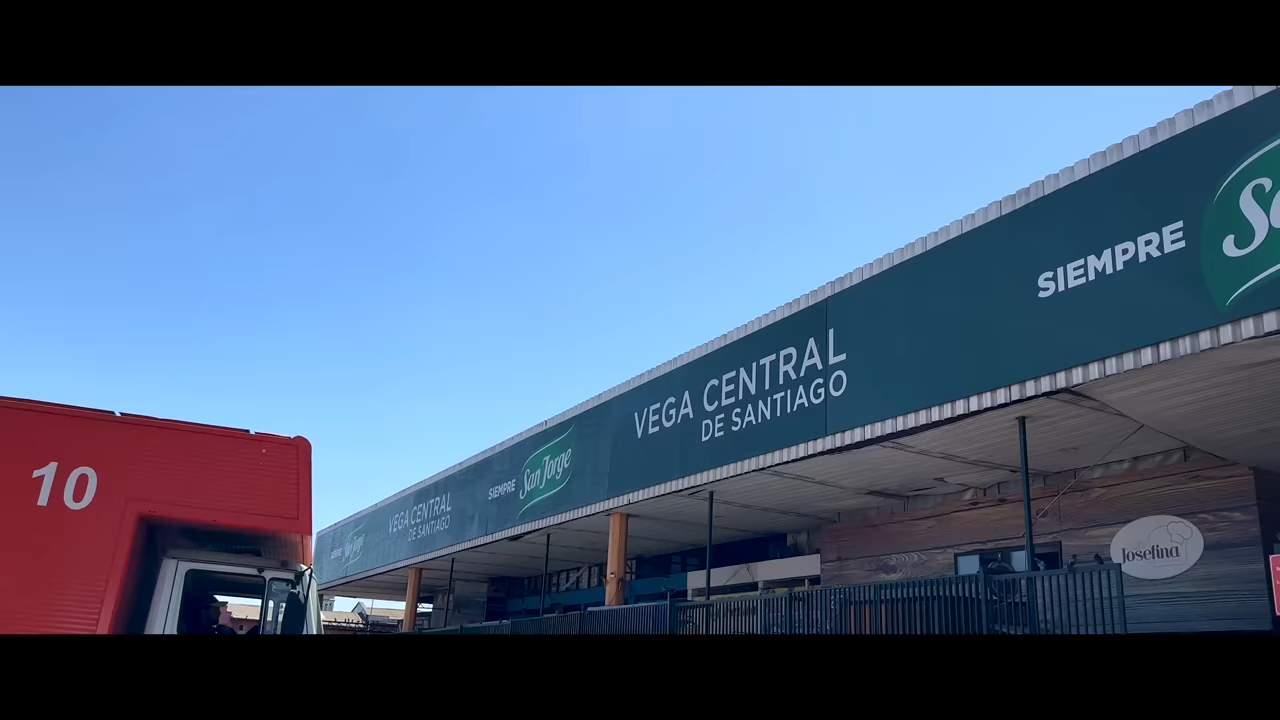 10
VEGA CENTRAL
DE SANTIAGO
SIEMPRE
San Jorge
VEGA CENTRAL
DE SANTIAGO
SIEMPRE
Josefina